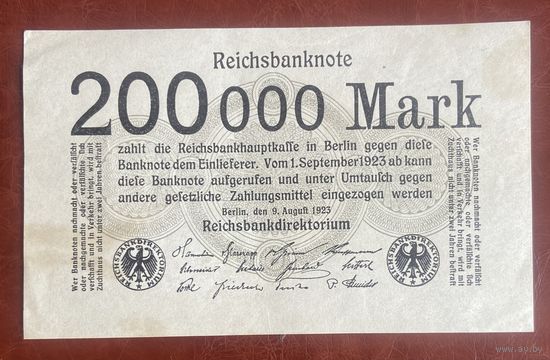 Reichsbanknote
200000 Mark
zahlt die Reichsbankhauptkasse in Berlin gegen diese
Banknote dem Einlieferer. Vom 1. September 1923 ab kann
diese Banknote aufgerufen und unter Umtausch gegen
andere gesetzliche Zahlungsmittel eingezogen werden
Berlin, den 9. August 1923
Reichsbankdirektorium
Wer Banknoten nachmacht oder verfälscht
oder nachgemachte oder verfälschte sich
verschafft und in Verkehr bringt, wird mit
Zuchthaus nicht unter zwei Jahren bestraft
Wer Banknoten nachmacht oder verfälscht
oder nachgemachte oder verfälschte sich
verschafft und in Verkehr bringt, wird mit
Zuchthaus nicht unter zwei Jahren bestraft
REICHSBANKDIREKTORIUM
REICHSBANKDIREKTORIUM
www.ay.by